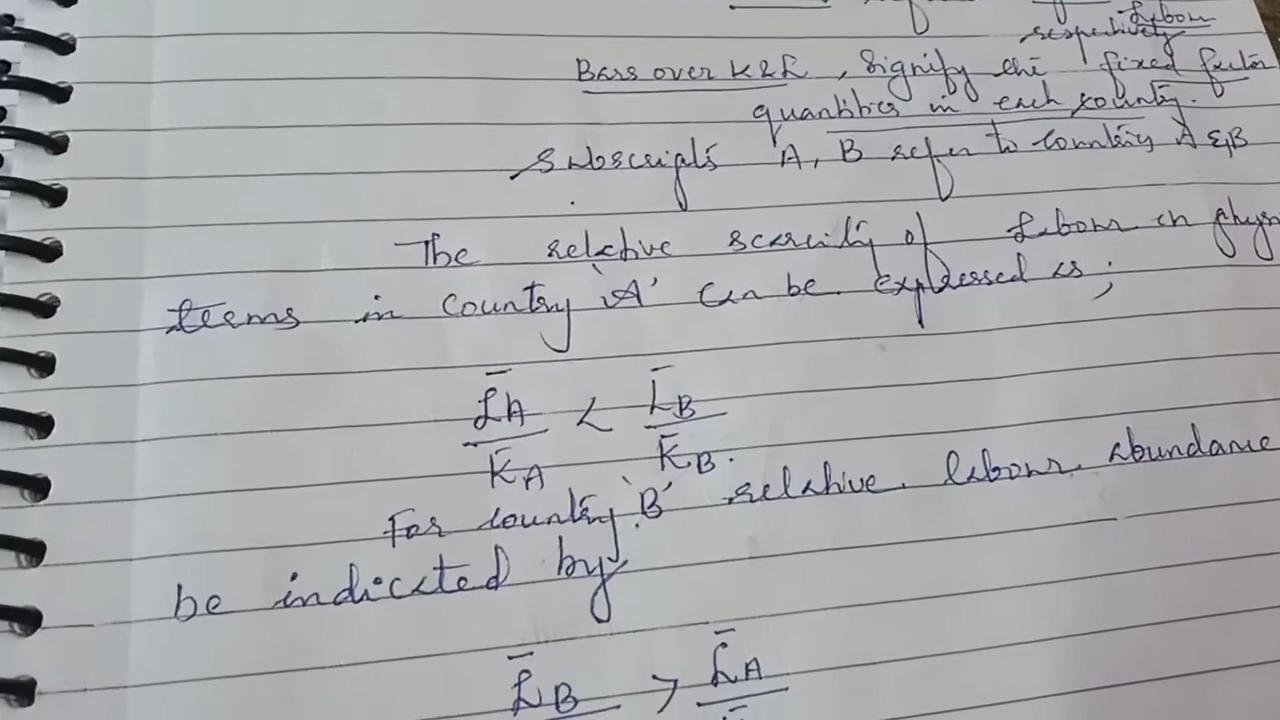 Labour
respectively
Bars over K & L, Signify the fixed factor
quantities in each country.
Subscripts A, B refer to country A & B
The relative scarcity of Labour in
terms in country 'A' can be expressed as;
L̄A / K̄A < L̄B / K̄B.
For country 'B' relative labour abundance
be indicated by
L̄B > L̄A